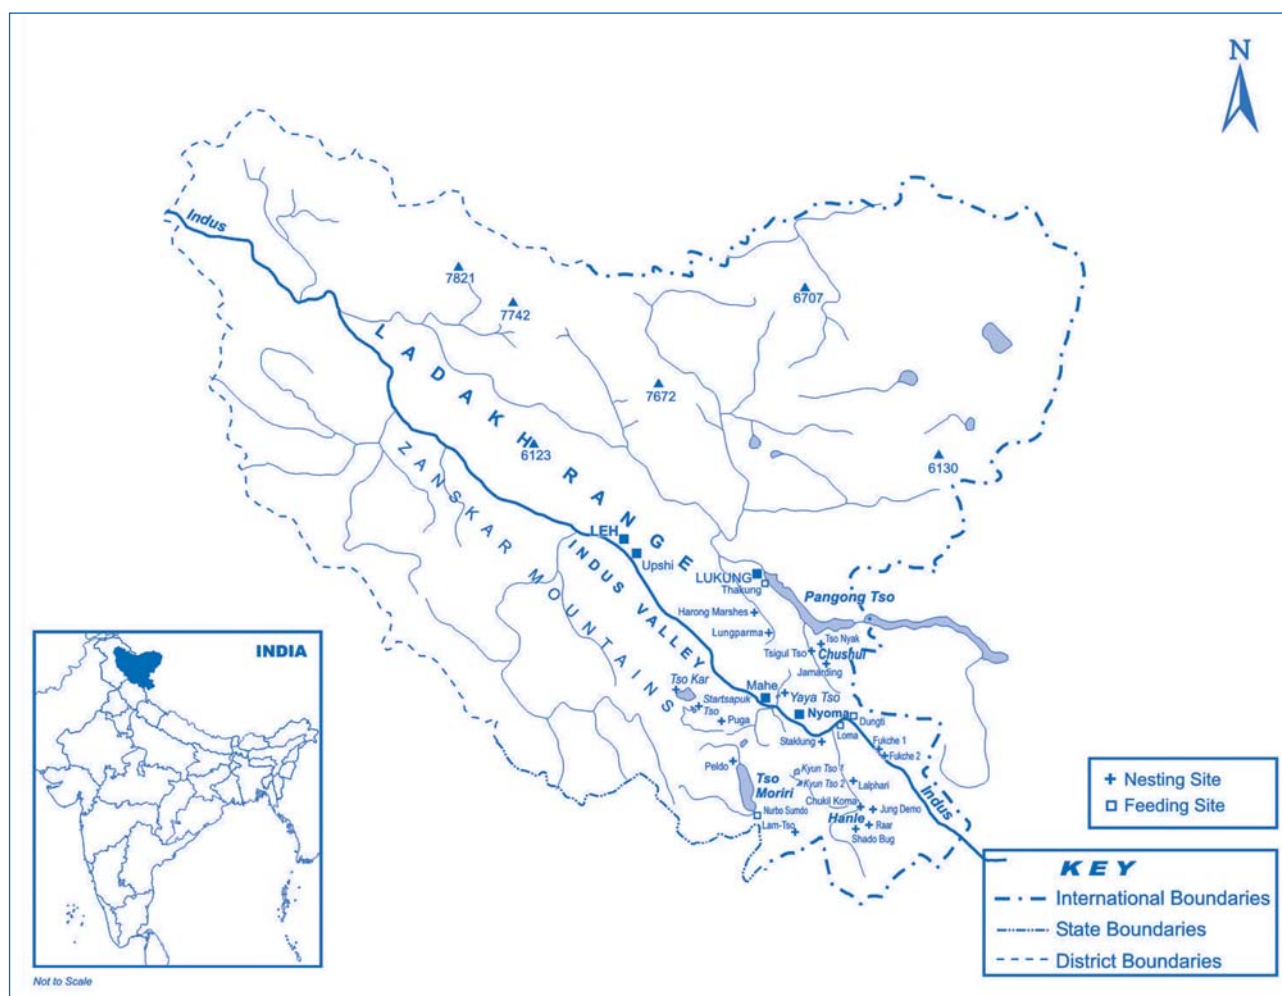 N
Indus
7821
7742
6707
LADAKH RANGE
7672
6123
6130
ZANSKAR MOUNTAINS
LEH
Upshi
INDUS VALLEY
LUKUNG
Thakung
Pangong Tso
Harong Marshes
Lungparma
Tso Nyak
Tsigul Tso
Chushul
Jamarding
Tso Kar
Mahe
Yaya Tso
Startsapuk
Tso
Puga
Nyoma
Dungti
Loma
Staklung
Fukche 1
Fukche 2
Peldo
Tso
Moriri
Kyun Tso 1
Kyun Tso 2
Lalphari
Chukil Koma
Jung Demo
Nurbo Sumdo
Hanle
Lam-Tso
Raar
Shado Bug
Indus
INDIA
Not to Scale
Nesting Site
Feeding Site
KEY
International Boundaries
State Boundaries
District Boundaries